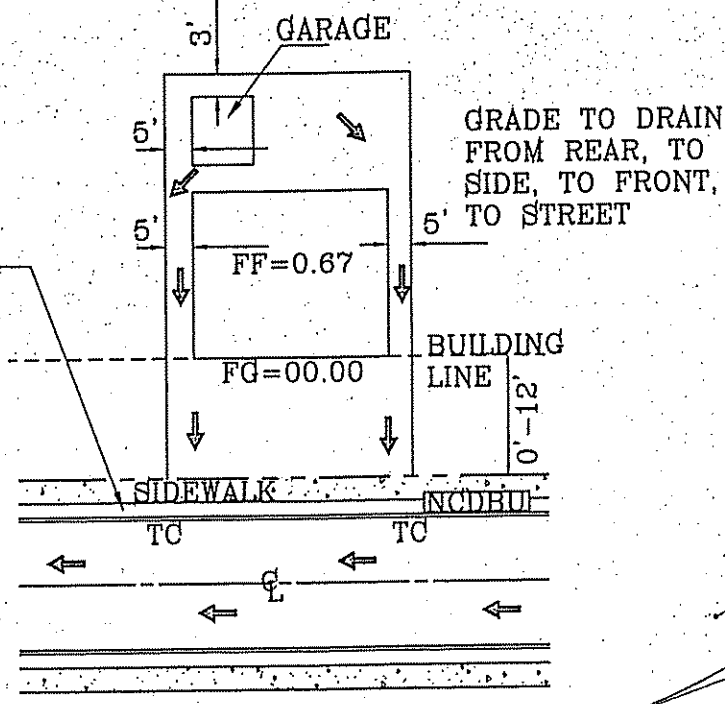 3'
GARAGE
5'
GRADE TO DRAIN
FROM REAR, TO
SIDE, TO FRONT,
TO STREET
5'
5'
FF=0.67
FG=00.00
BUILDING
LINE
0'-12'
SIDEWALK
NCDBU
TC
TC
℄